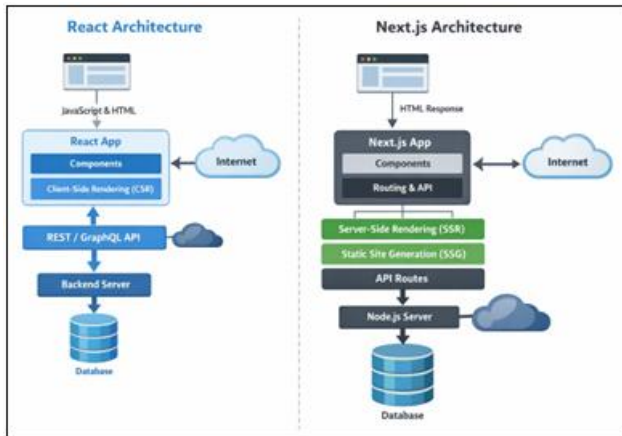 React Architecture
JavaScript & HTML
React App
Components
Client-Side Rendering (CSR)
Internet
REST / GraphQL API
Backend Server
Database
Next.js Architecture
HTML Response
Next.js App
Components
Routing & API
Internet
Server-Side Rendering (SSR)
Static Site Generation (SSG)
API Routes
Node.js Server
Database